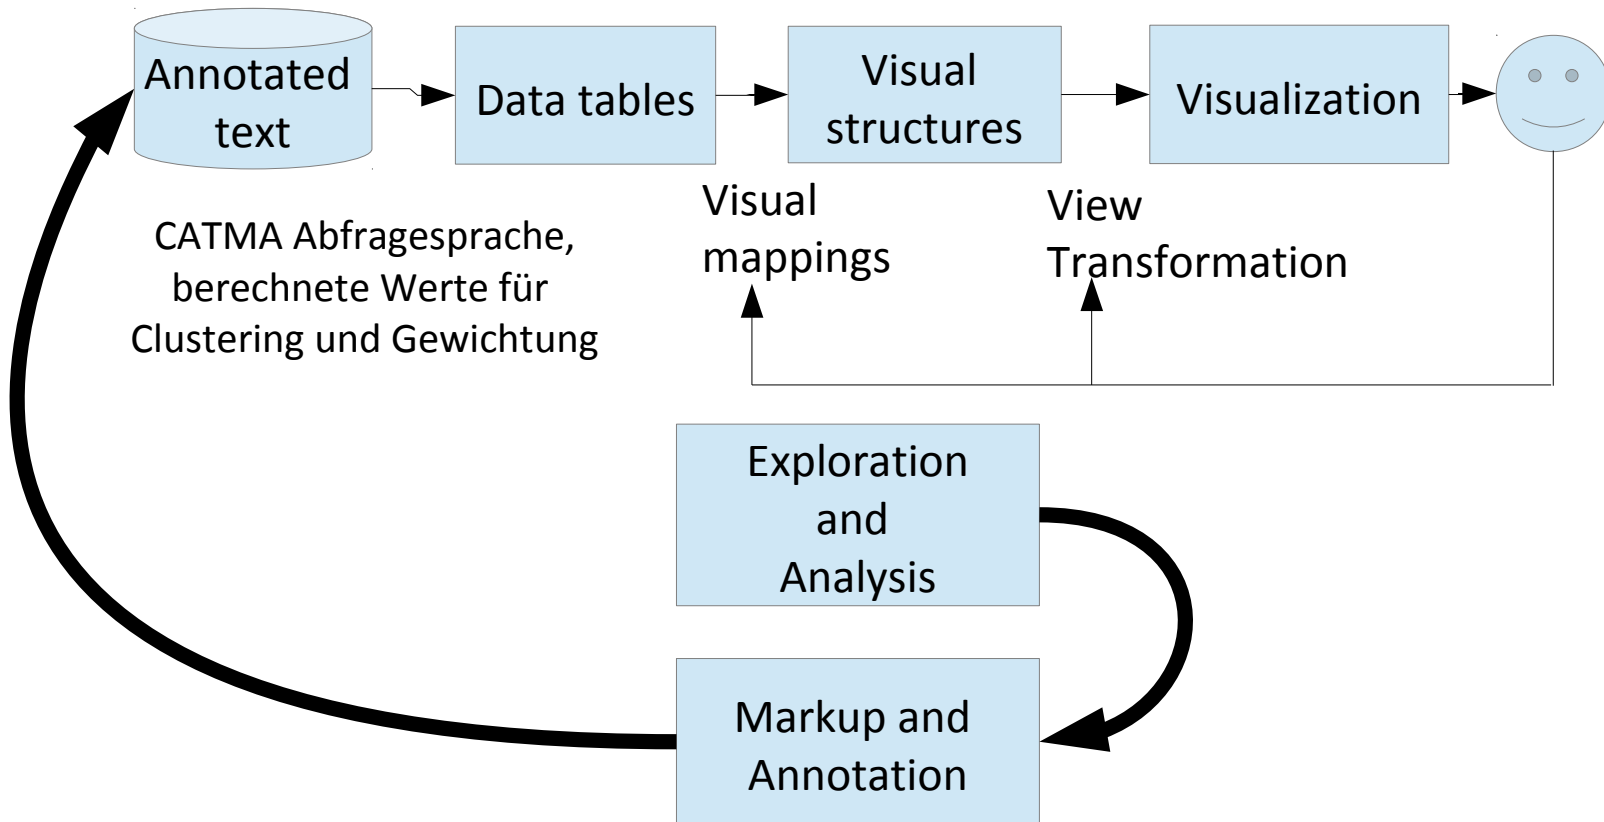 Annotated
text
Data tables
Visual
structures
Visualization
CATMA Abfragesprache,
berechnete Werte für
Clustering und Gewichtung
Visual
mappings
View
Transformation
Exploration
and
Analysis
Markup and
Annotation